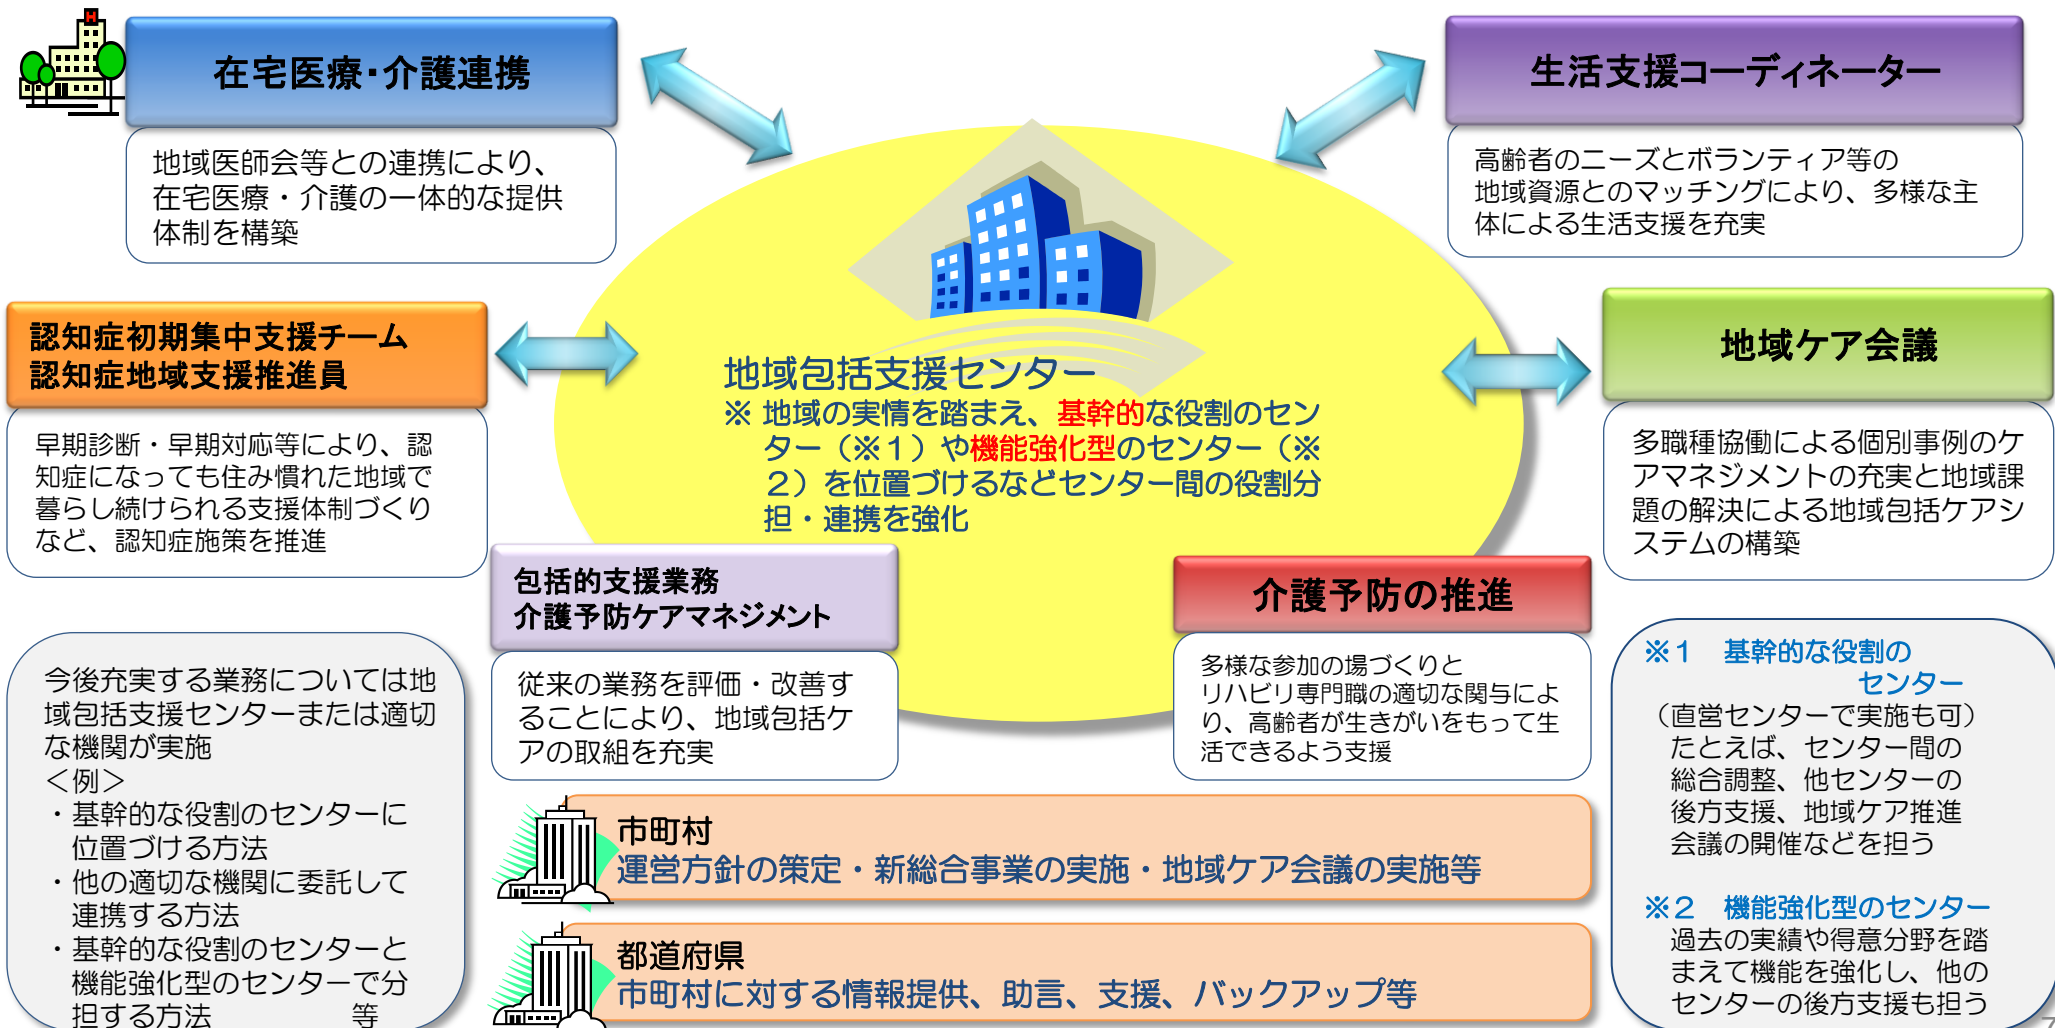 在宅医療・介護連携
地域医師会等との連携により、
在宅医療・介護の一体的な提供
体制を構築
生活支援コーディネーター
高齢者のニーズとボランティア等の
地域資源とのマッチングにより、多様な主
体による生活支援を充実
認知症初期集中支援チーム
認知症地域支援推進員
早期診断・早期対応等により、認
知症になっても住み慣れた地域で
暮らし続けられる支援体制づくり
など、認知症施策を推進
地域包括支援センター
※ 地域の実情を踏まえ、基幹的な役割のセン
ター（※１）や機能強化型のセンター（※
２）を位置づけるなどセンター間の役割分
担・連携を強化
地域ケア会議
多職種協働による個別事例のケ
アマネジメントの充実と地域課
題の解決による地域包括ケアシ
ステムの構築
包括的支援業務
介護予防ケアマネジメント
従来の業務を評価・改善す
ることにより、地域包括ケ
アの取組を充実
介護予防の推進
多様な参加の場づくりと
リハビリ専門職の適切な関与によ
り、高齢者が生きがいをもって生
活できるよう支援
今後充実する業務については地
域包括支援センターまたは適切
な機関が実施
＜例＞
・基幹的な役割のセンターに
位置づける方法
・他の適切な機関に委託して
連携する方法
・基幹的な役割のセンターと
機能強化型のセンターで分
担する方法 等
市町村
運営方針の策定・新総合事業の実施・地域ケア会議の実施等
都道府県
市町村に対する情報提供、助言、支援、バックアップ等
※１ 基幹的な役割の
センター
（直営センターで実施も可）
たとえば、センター間の
総合調整、他センターの
後方支援、地域ケア推進
会議の開催などを担う
※２ 機能強化型のセンター
過去の実績や得意分野を踏
まえて機能を強化し、他の
センターの後方支援も担う